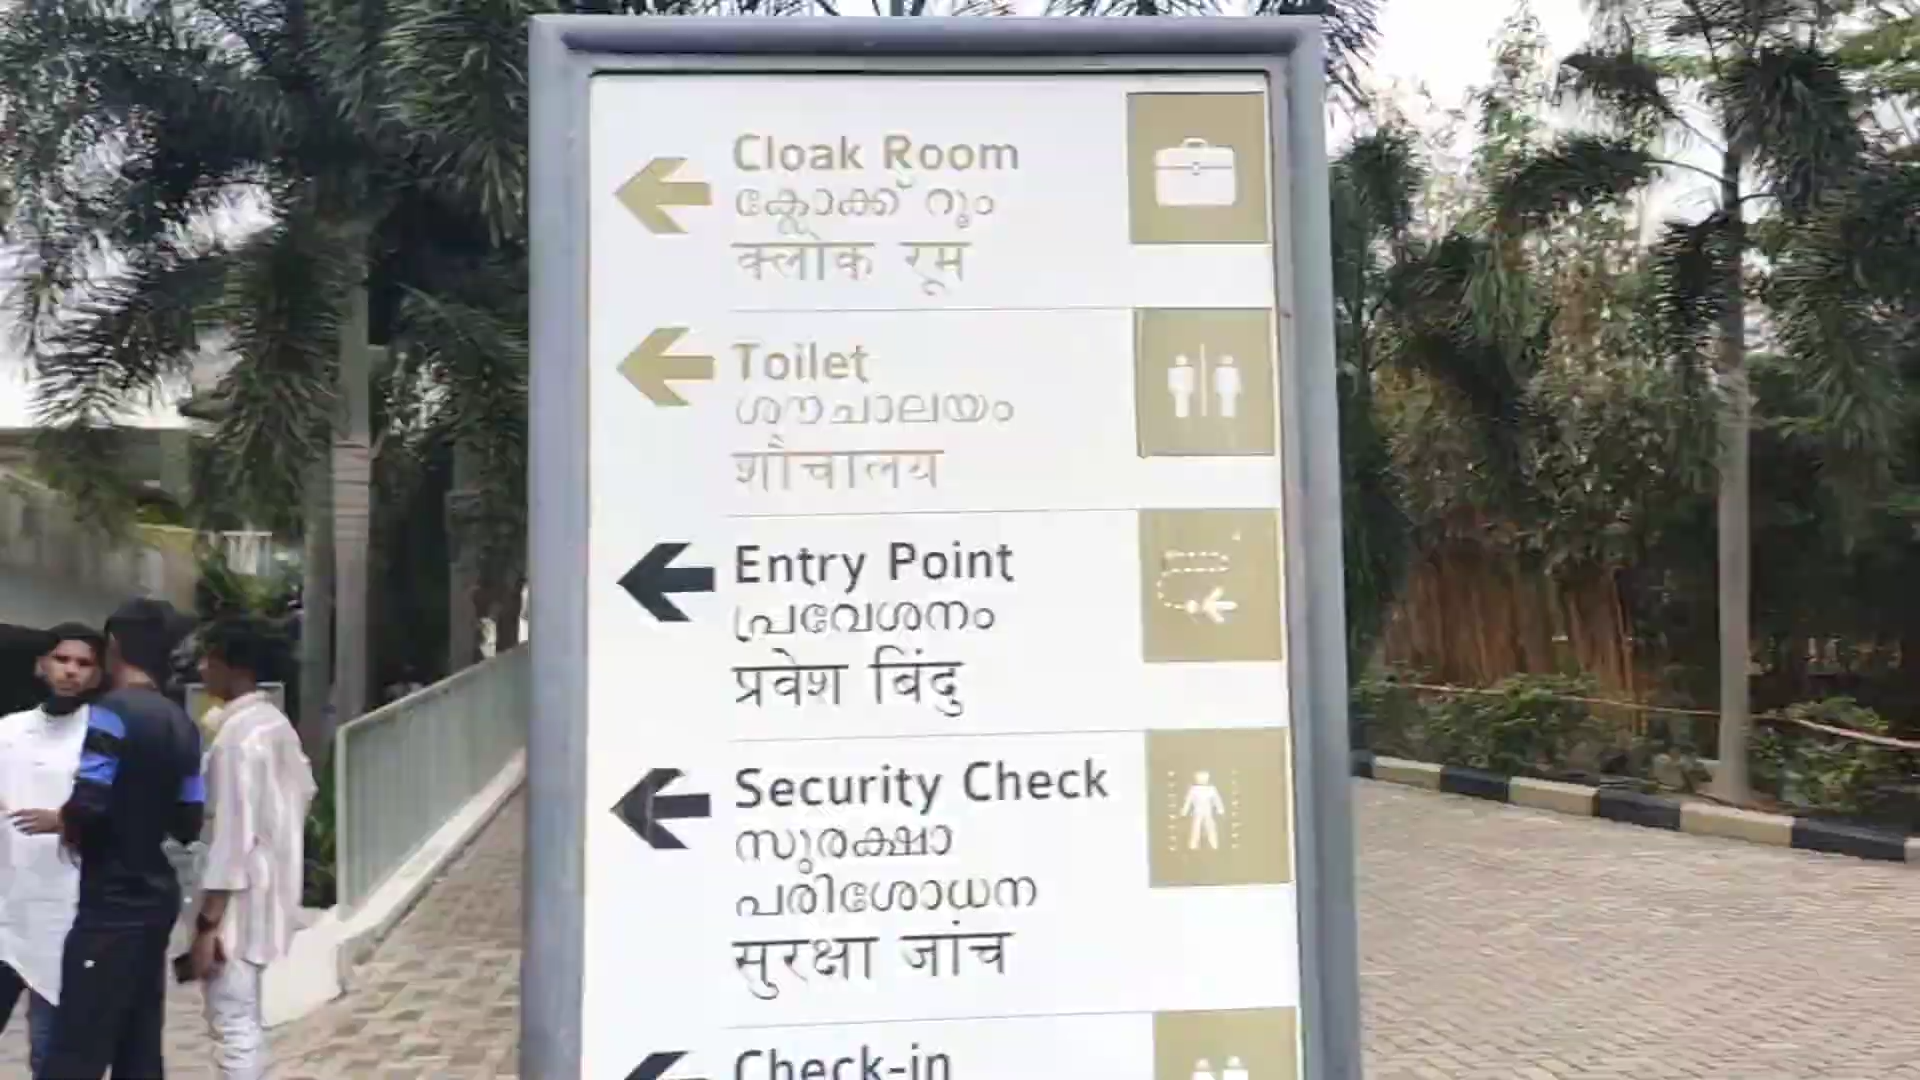 Cloak Room
ക്ലോക്ക് റൂം
क्लोक रूम
Toilet
ശൗചാലയം
शौचालय
Entry Point
പ്രവേശനം
प्रवेश बिंदु
Security Check
സുരക്ഷാ
പരിശോധന
सुरक्षा जांच
Check-in